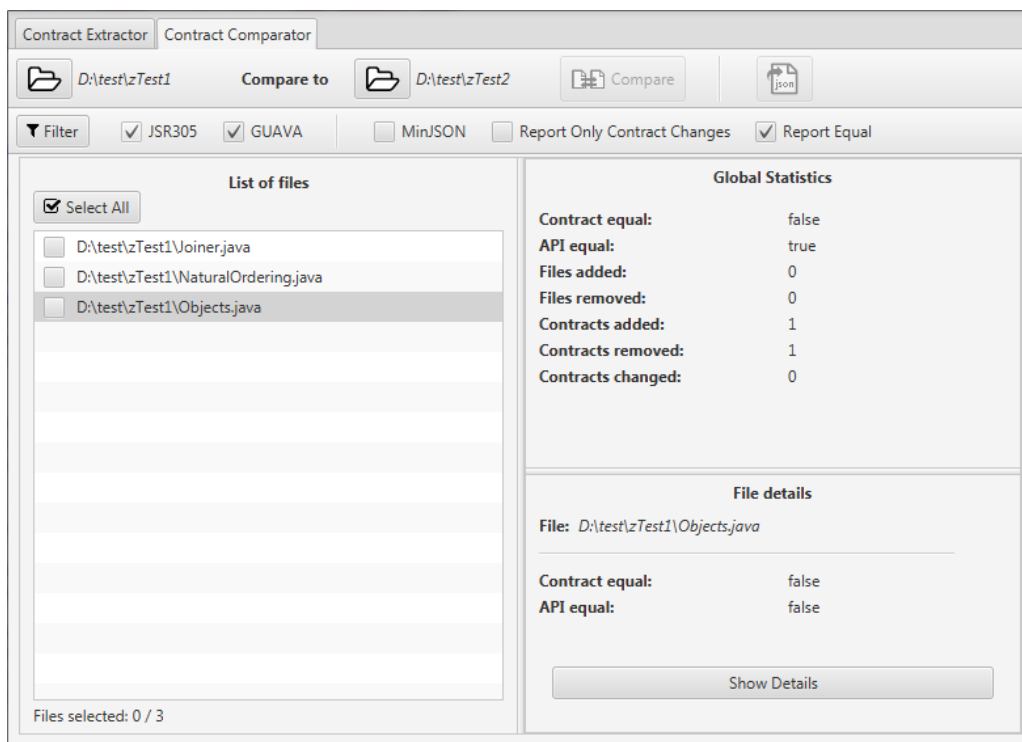 Contract Extractor Contract Comparator
D:\test\zTest1 Compare to D:\test\zTest2 Compare json
Filter JSR305 GUAVA MinJSON Report Only Contract Changes Report Equal
List of files
Select All
D:\test\zTest1\Joiner.java
D:\test\zTest1\NaturalOrdering.java
D:\test\zTest1\Objects.java
Files selected: 0 / 3
Global Statistics
Contract equal: false
API equal: true
Files added: 0
Files removed: 0
Contracts added: 1
Contracts removed: 1
Contracts changed: 0
File details
File: D:\test\zTest1\Objects.java
Contract equal: false
API equal: false
Show Details